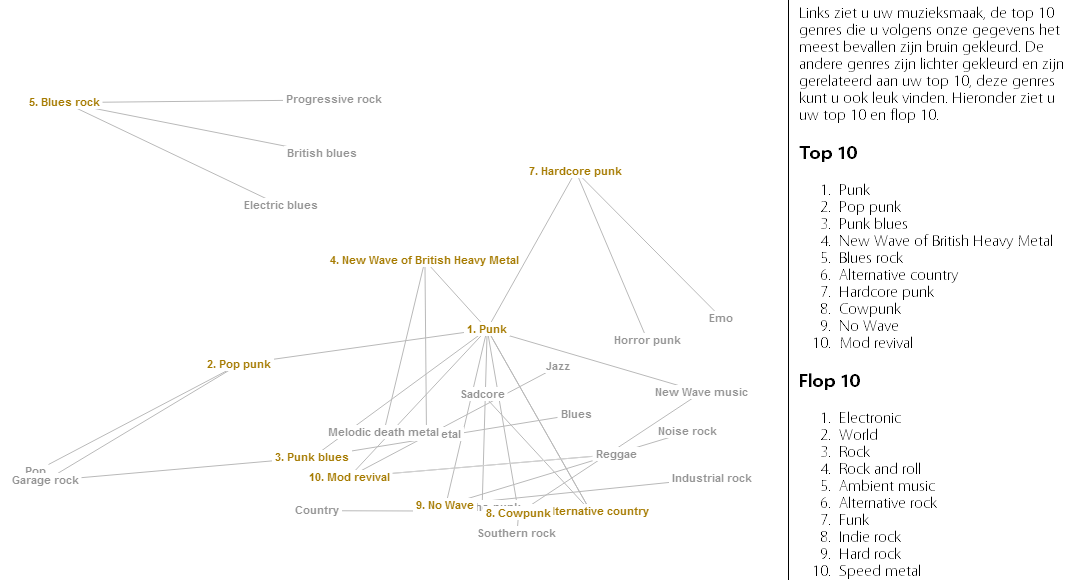 5. Blues rock
Progressive rock
British blues
Electric blues
7. Hardcore punk
4. New Wave of British Heavy Metal
Emo
1. Punk
Horror punk
2. Pop punk
Jazz
Sadcore
New Wave music
Blues
Melodic death metal
etal
Noise rock
3. Punk blues
Reggae
Pop
Garage rock
10. Mod revival
Industrial rock
9. No Wave
Country
8. Cowpunk
lternative country
Southern rock
Links ziet u uw muzieksmaak, de top 10
genres die u volgens onze gegevens het
meest bevallen zijn bruin gekleurd. De
andere genres zijn lichter gekleurd en zijn
gerelateerd aan uw top 10, deze genres
kunt u ook leuk vinden. Hieronder ziet u
uw top 10 en flop 10.
Top 10
1. Punk
2. Pop punk
3. Punk blues
4. New Wave of British Heavy Metal
5. Blues rock
6. Alternative country
7. Hardcore punk
8. Cowpunk
9. No Wave
10. Mod revival
Flop 10
1. Electronic
2. World
3. Rock
4. Rock and roll
5. Ambient music
6. Alternative rock
7. Funk
8. Indie rock
9. Hard rock
10. Speed metal